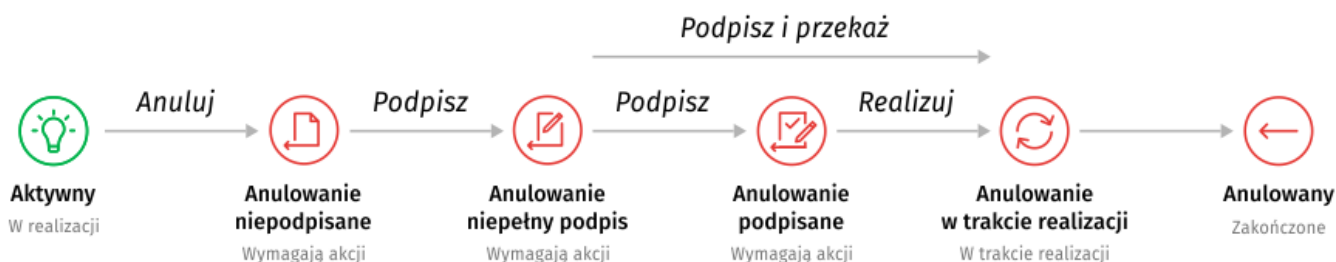 Podpisz i przekaż
Anuluj
Podpisz
Podpisz
Realizuj
Aktywny
W realizacji
Anulowanie
niepodpisane
Wymagają akcji
Anulowanie
niepełny podpis
Wymagają akcji
Anulowanie
podpisane
Wymagają akcji
Anulowanie
w trakcie realizacji
W trakcie realizacji
Anulowany
Zakończone